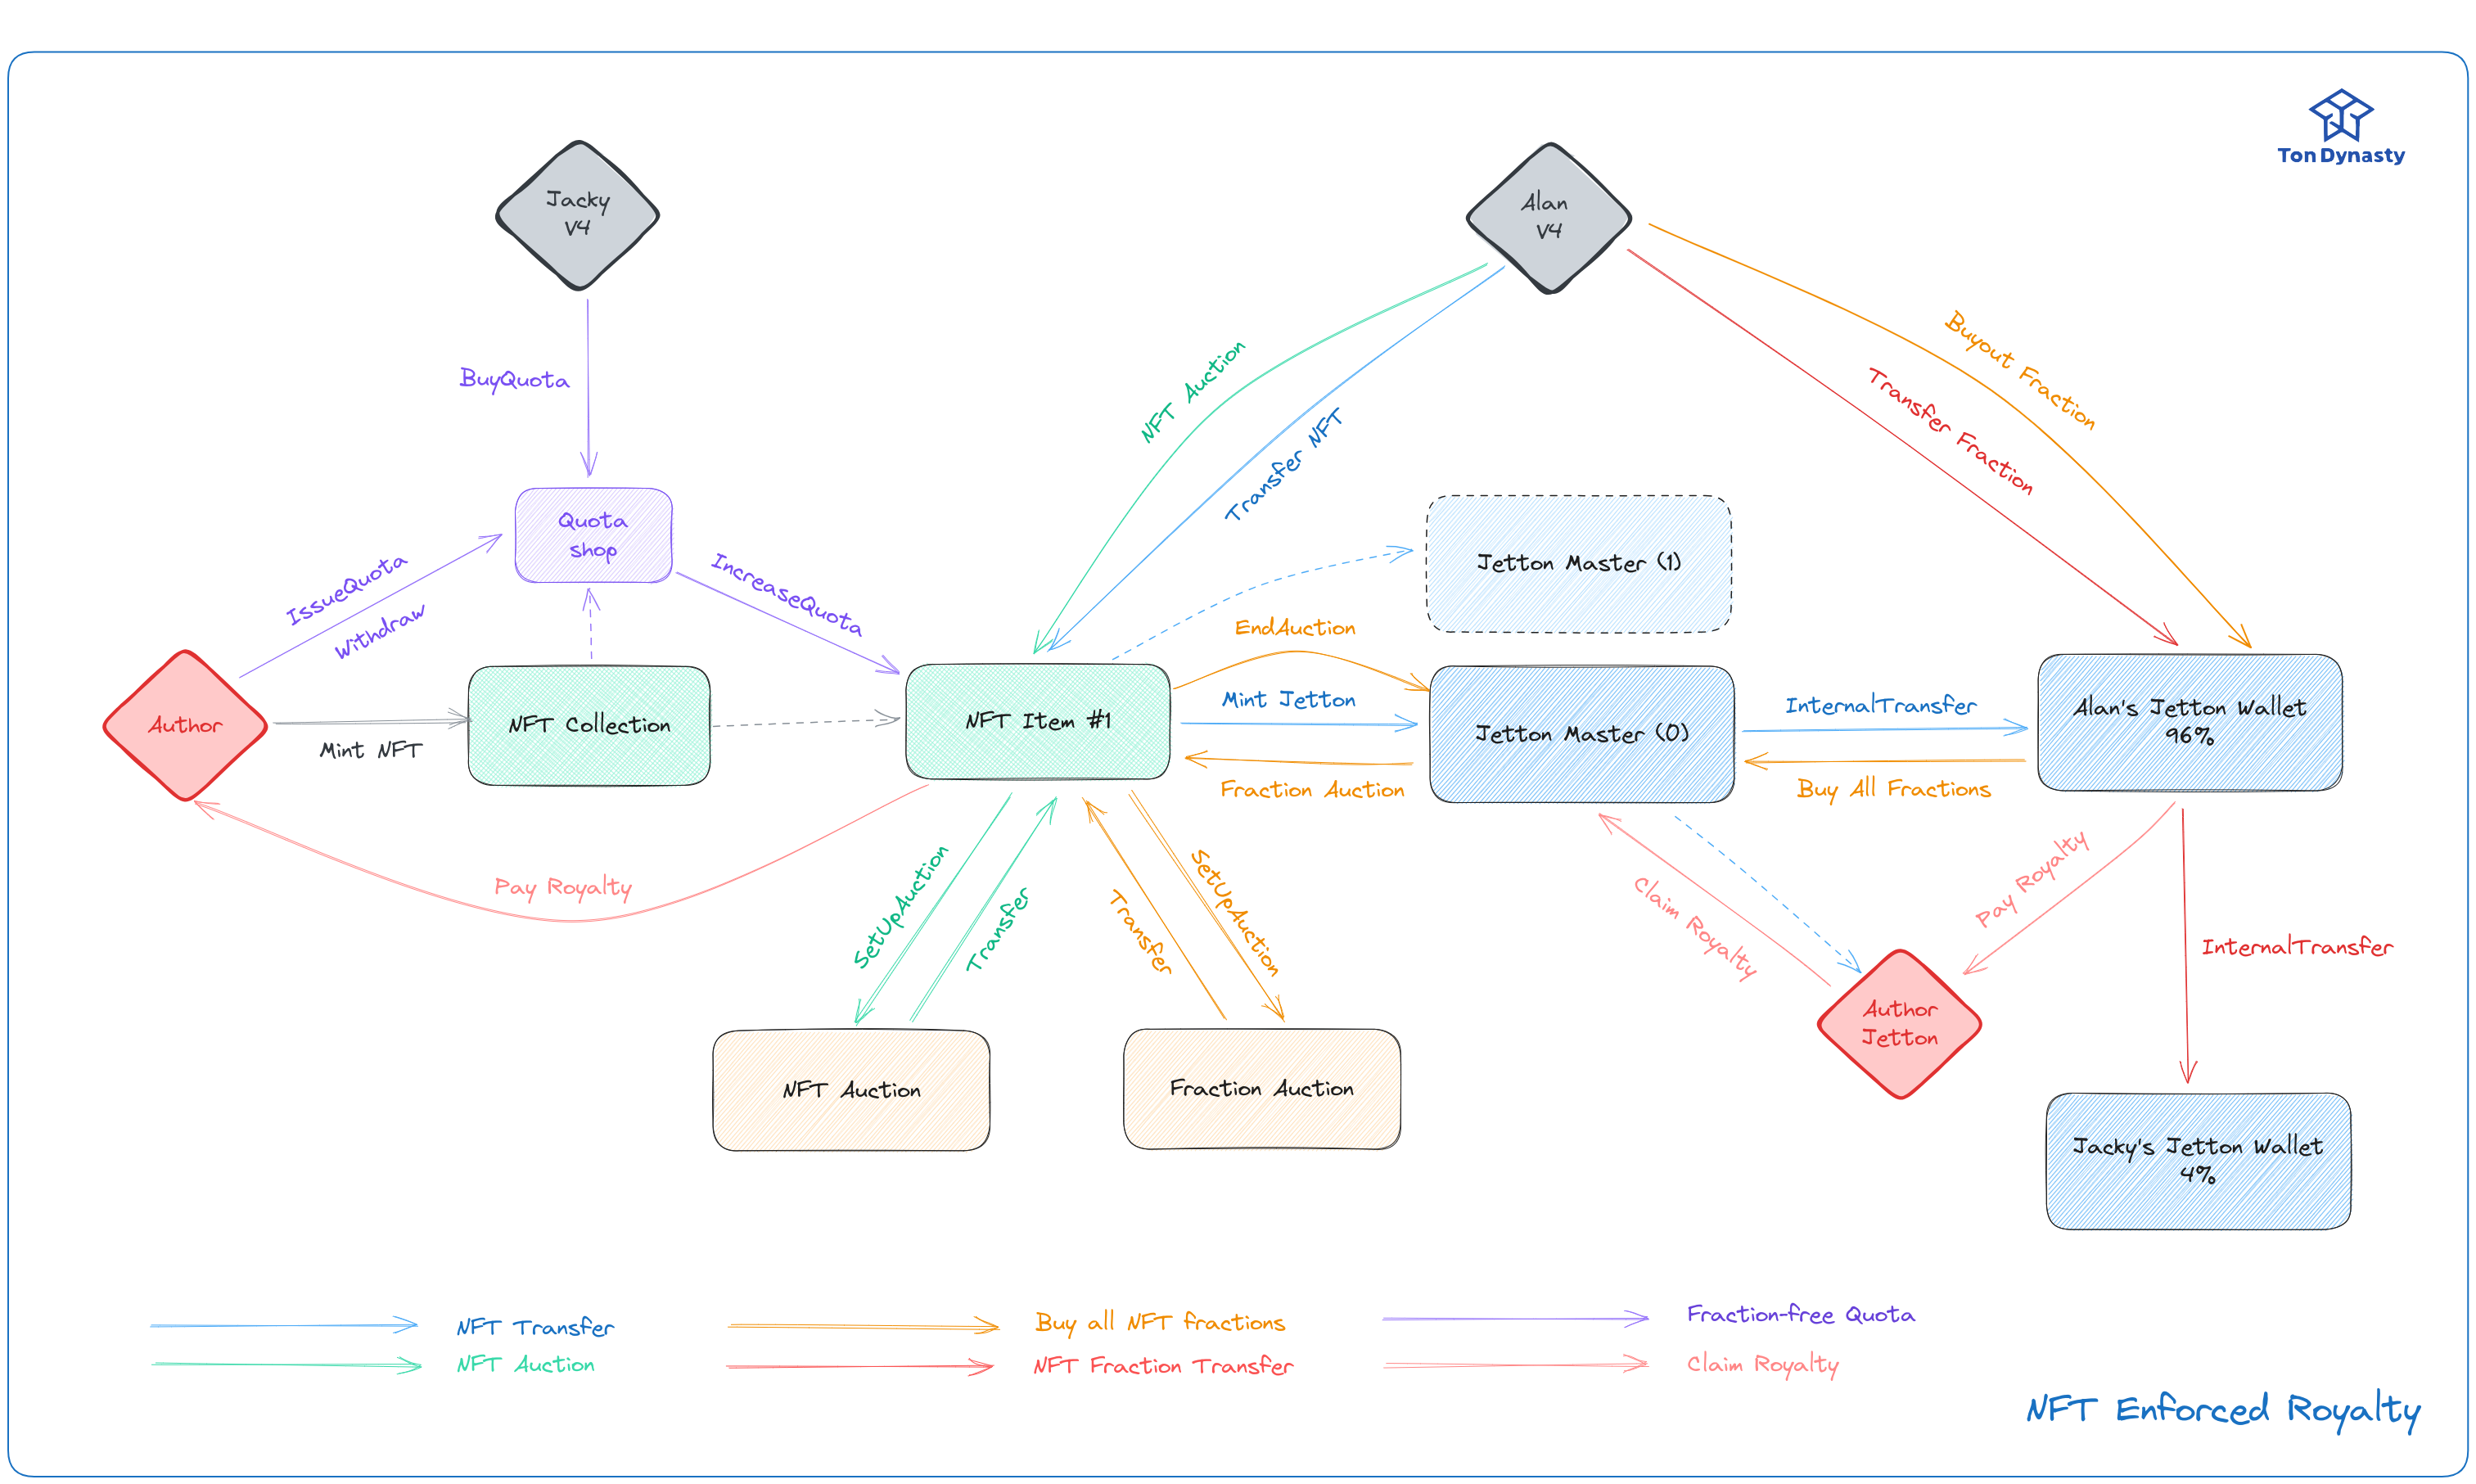 Ton Dynasty
Jacky
V4
Alan
V4
Buyout Fraction
Transfer Fraction
NFT Auction
Transfer NFT
BuyQuota
Quota
shop
IssueQuota
Withdraw
IncreaseQuota
Jetton Master (1)
EndAuction
Author
Mint NFT
NFT Collection
NFT Item #1
Mint Jetton
Fraction Auction
Jetton Master (0)
InternalTransfer
Buy All Fractions
Alan's Jetton Wallet
96%
Pay Royalty
SetUpAuction
Transfer
Transfer
SetUpAuction
Claim Royalty
Pay Royalty
InternalTransfer
Author
Jetton
NFT Auction
Fraction Auction
Jacky's Jetton Wallet
4%
NFT Transfer
Buy all NFT fractions
Fraction-free Quota
NFT Auction
NFT Fraction Transfer
Claim Royalty
NFT Enforced Royalty